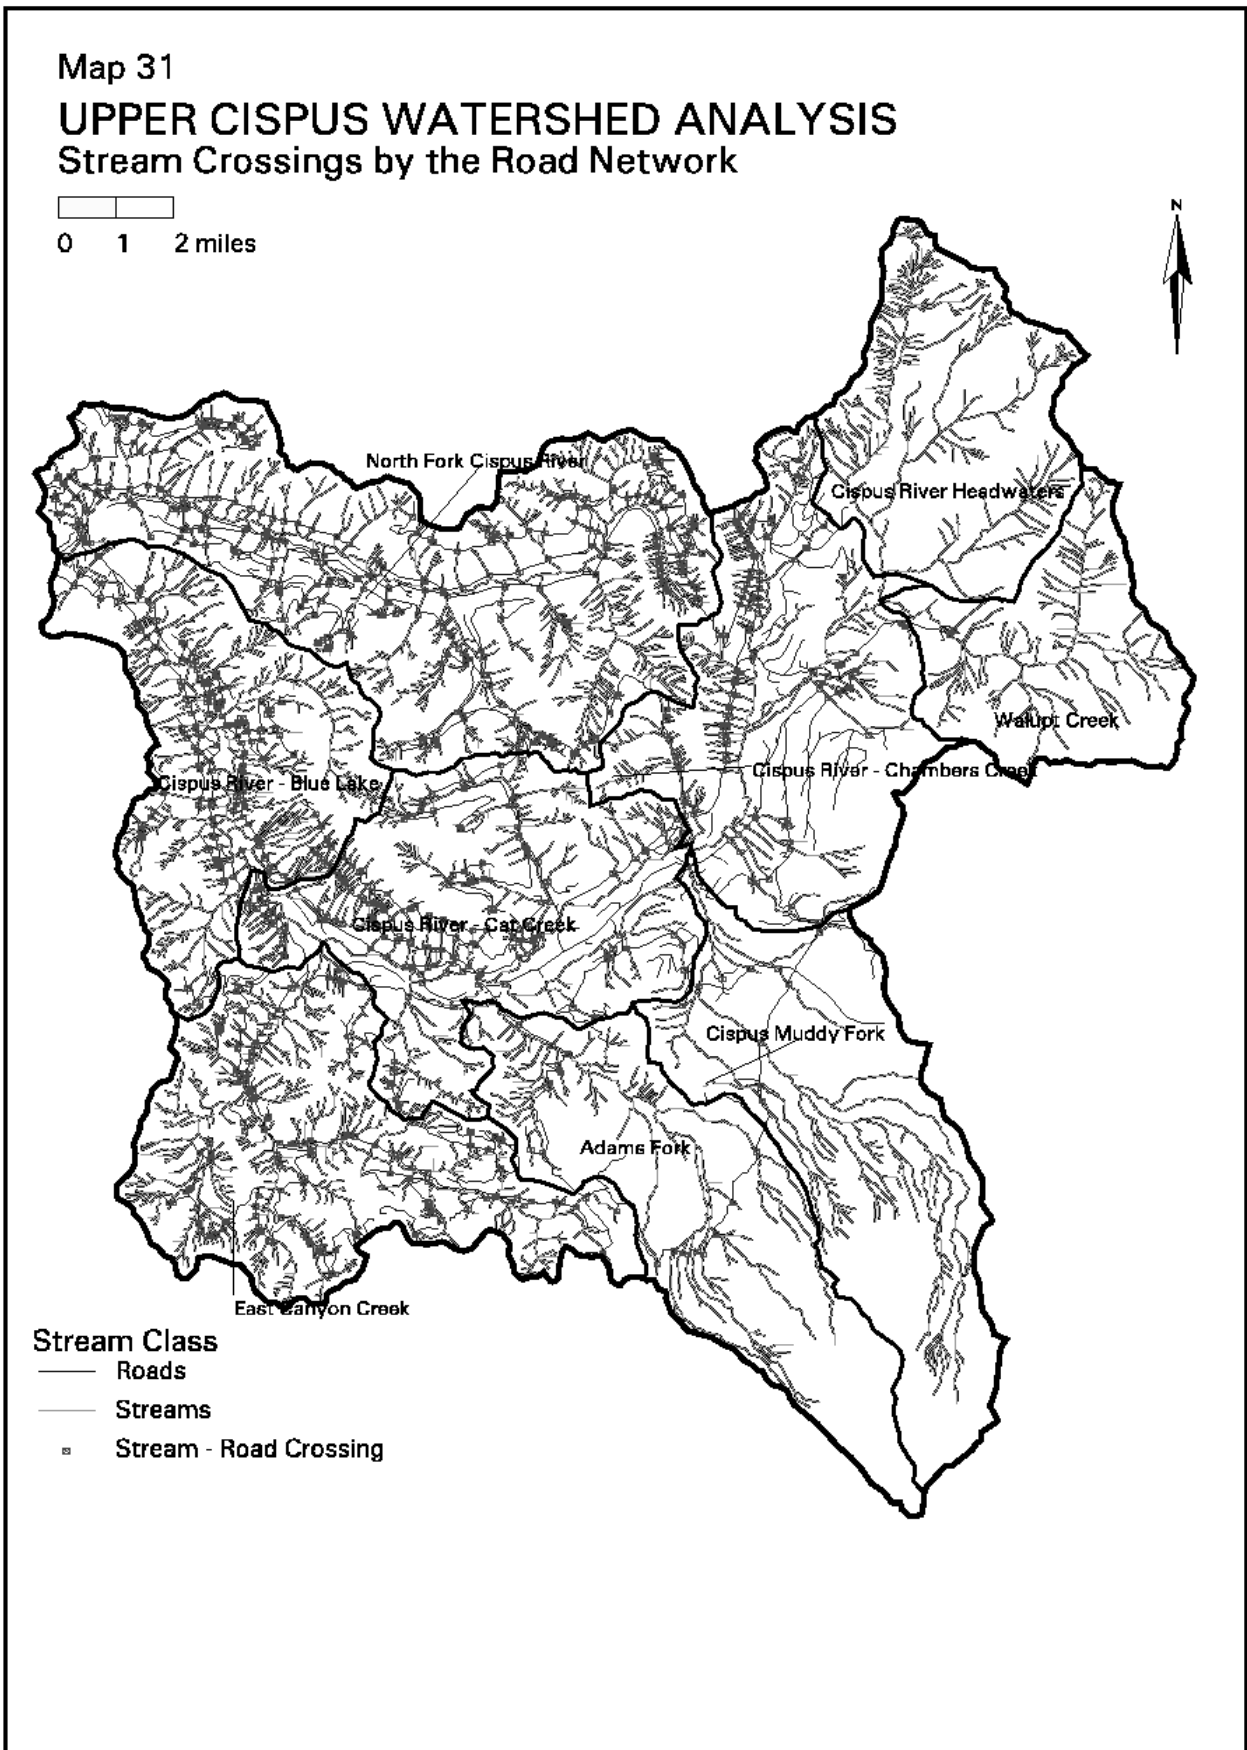 Map 31
UPPER CISPUS WATERSHED ANALYSIS
Stream Crossings by the Road Network
0 1 2 miles
N
North Fork Cispus River
Cispus River Headwaters
Walupt Creek
Cispus River - Blue Lake
Cispus River - Chambers Creek
Cispus River - Cat Creek
Cispus Muddy Fork
Adams Fork
East Canyon Creek
Stream Class
Roads
Streams
Stream - Road Crossing